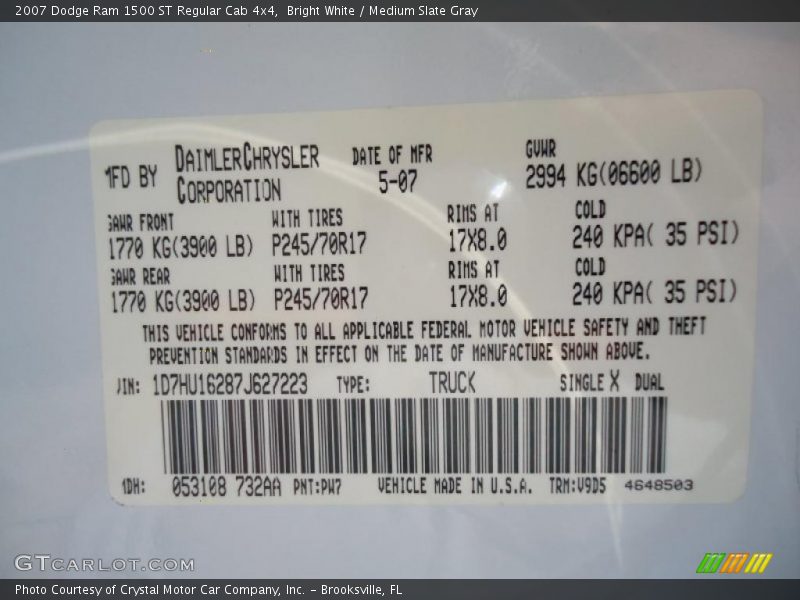 2007 Dodge Ram 1500 ST Regular Cab 4x4, Bright White / Medium Slate Gray
MFD BY DAIMLERCHRYSLER CORPORATION DATE OF MFR 5-07 GVWR 2994 KG(06600 LB)
GAWR FRONT WITH TIRES RIMS AT COLD
1770 KG(3900 LB) P245/70R17 17X8.0 240 KPA( 35 PSI)
GAWR REAR WITH TIRES RIMS AT COLD
1770 KG(3900 LB) P245/70R17 17X8.0 240 KPA( 35 PSI)
THIS VEHICLE CONFORMS TO ALL APPLICABLE FEDERAL MOTOR VEHICLE SAFETY AND THEFT
PREVENTION STANDARDS IN EFFECT ON THE DATE OF MANUFACTURE SHOWN ABOVE.
VIN: 1D7HU16287J627223 TYPE: TRUCK SINGLE X DUAL
MDH: 053108 732AA PNT:PW7 VEHICLE MADE IN U.S.A. TRM:V9D5 4648503
GTCARLOT.COM
Photo Courtesy of Crystal Motor Car Company, Inc. – Brooksville, FL